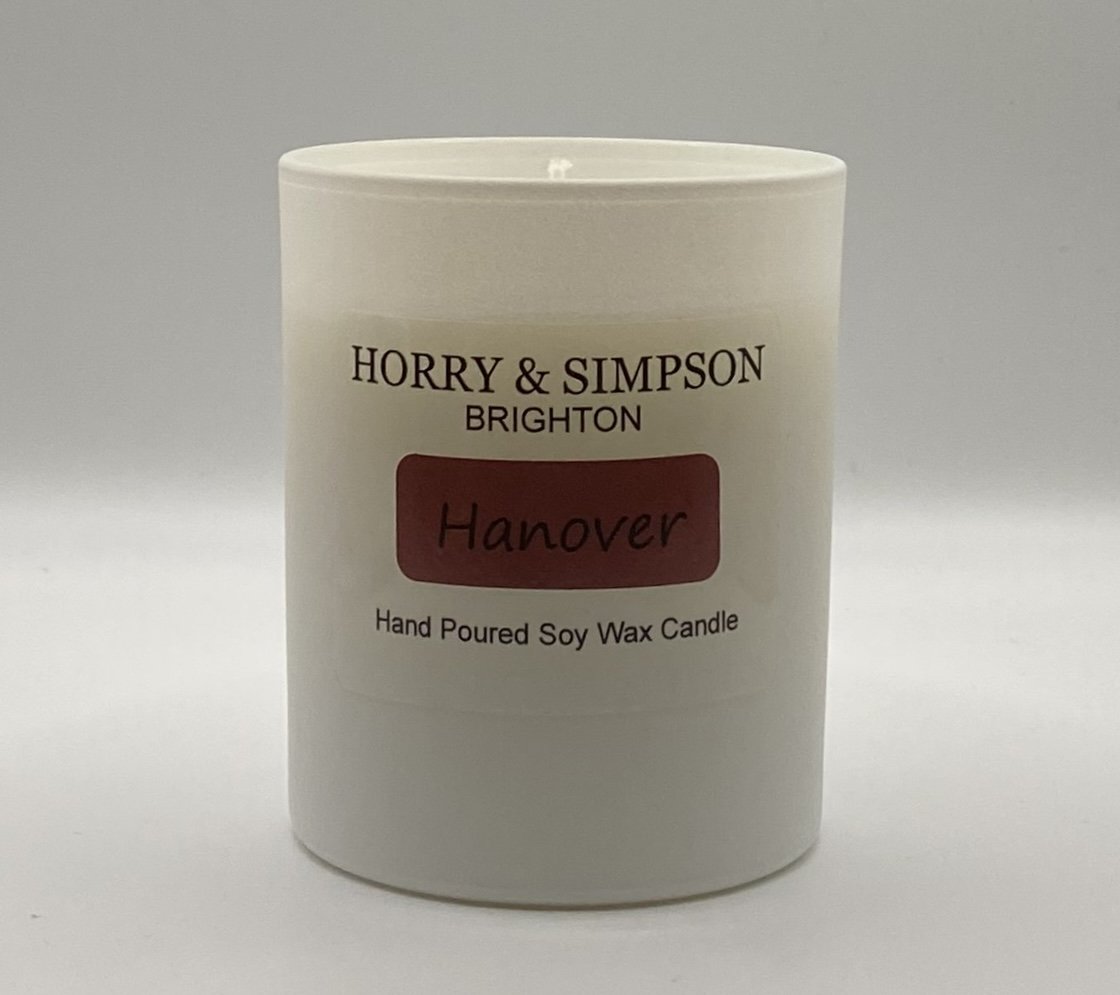 HORRY & SIMPSON
BRIGHTON
Hanover
Hand Poured Soy Wax Candle